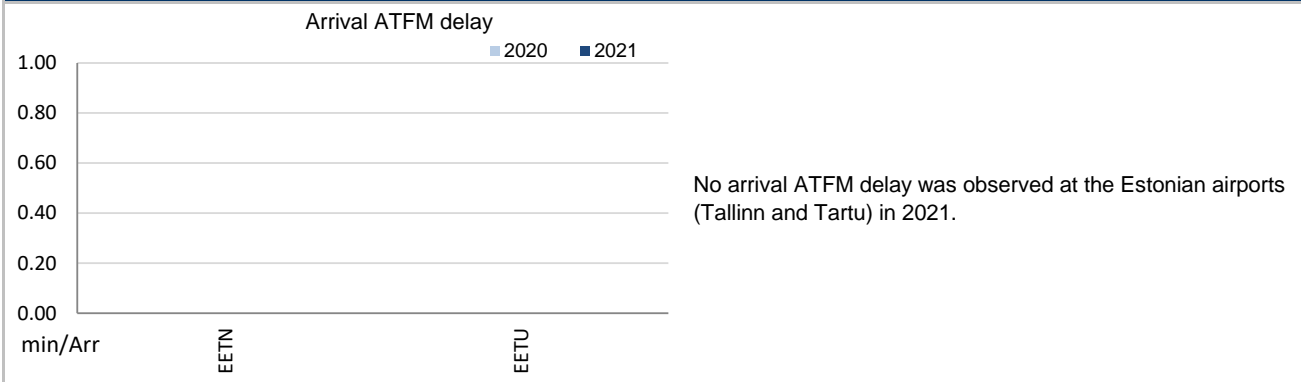 Arrival ATFM delay
2020 2021
1.00
0.80
0.60
0.40
0.20
0.00
min/Arr
EETN
EETU
No arrival ATFM delay was observed at the Estonian airports
(Tallinn and Tartu) in 2021.